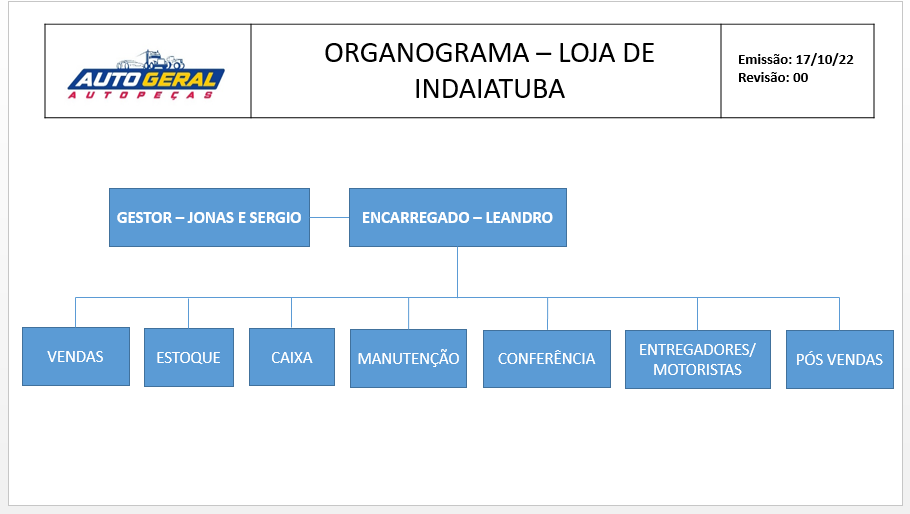 AUTO GERAL
AUTOPEÇAS
ORGANOGRAMA – LOJA DE
INDAIATUBA
Emissão: 17/10/22
Revisão: 00
GESTOR – JONAS E SERGIO
ENCARREGADO – LEANDRO
VENDAS
ESTOQUE
CAIXA
MANUTENÇÃO
CONFERÊNCIA
ENTREGADORES/
MOTORISTAS
PÓS VENDAS